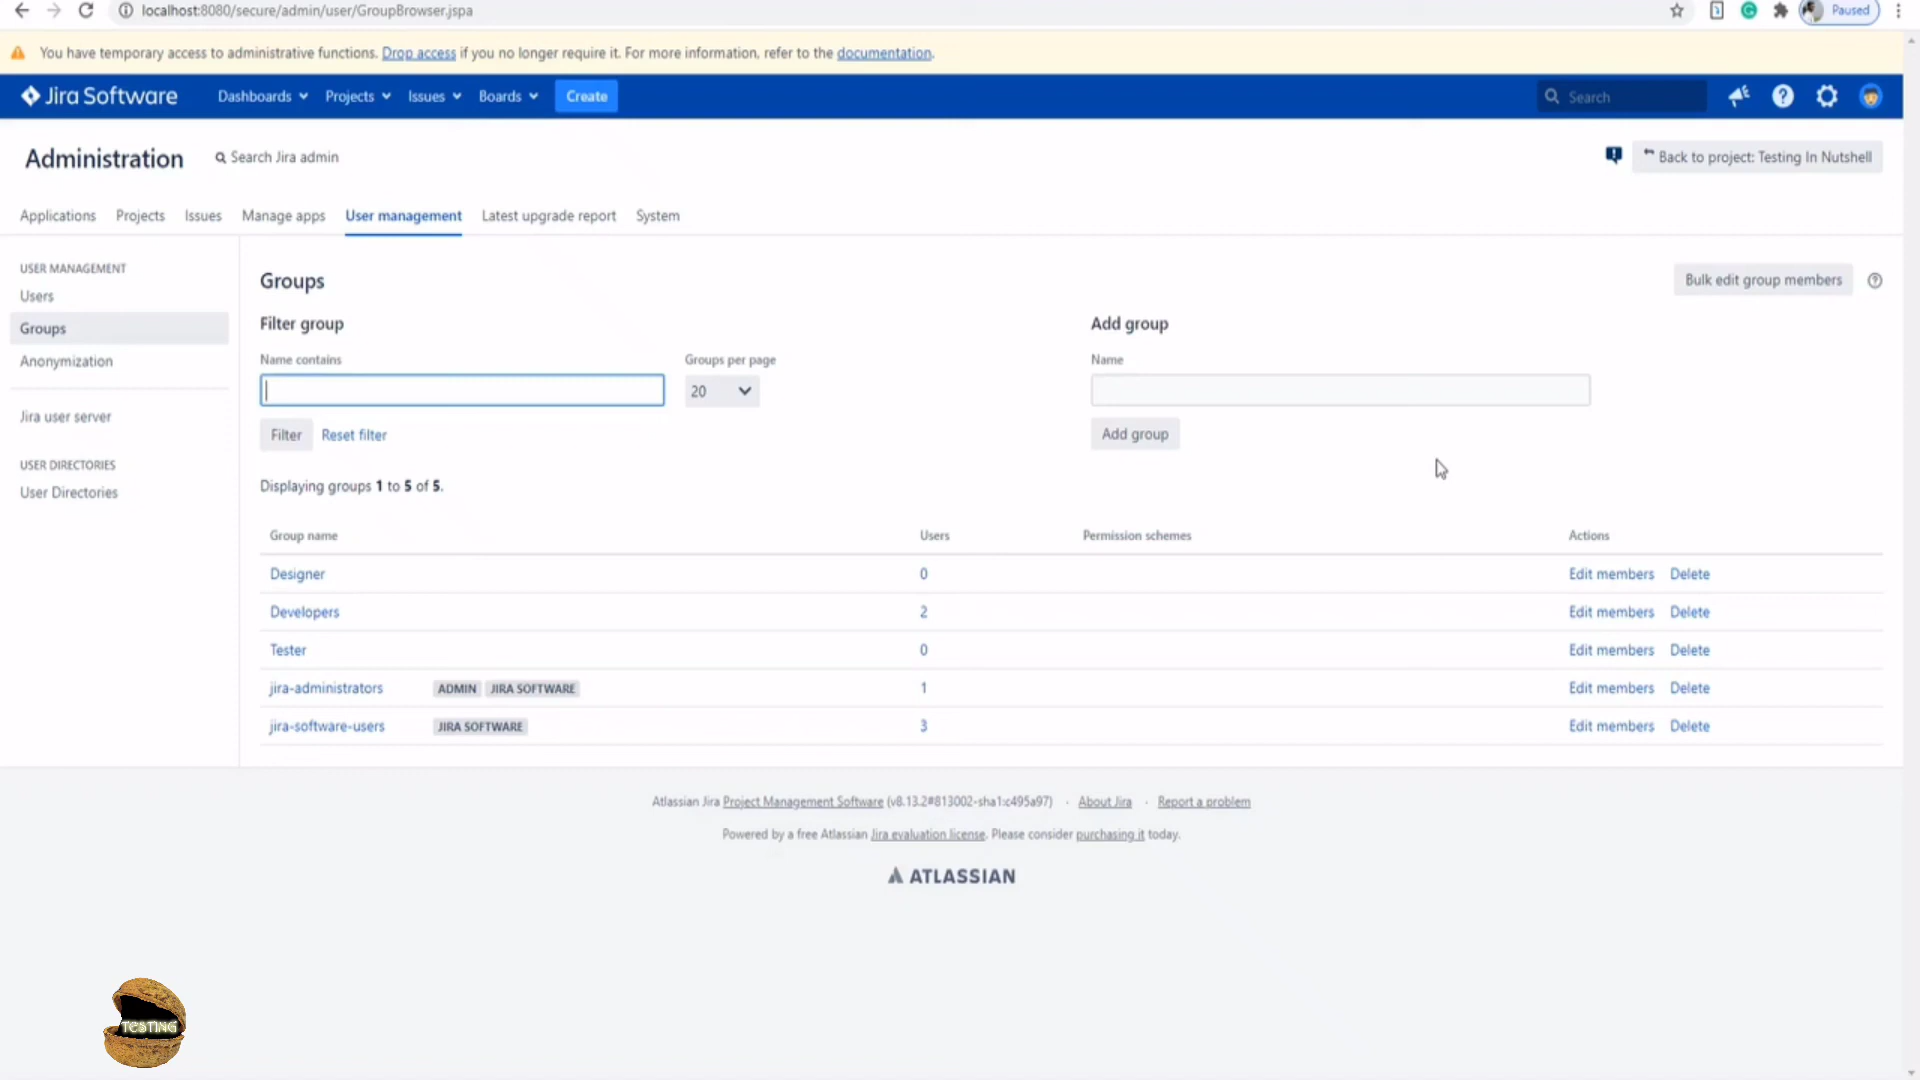 localhost:8080/secure/admin/user/GroupBrowser.jspa
Paused
You have temporary access to administrative functions. Drop access if you no longer require it. For more information, refer to the documentation.
Jira Software
Dashboards
Projects
Issues
Boards
Create
Search
Administration
Search Jira admin
Back to project: Testing In Nutshell
Applications
Projects
Issues
Manage apps
User management
Latest upgrade report
System
USER MANAGEMENT
Users
Groups
Anonymization
Jira user server
USER DIRECTORIES
User Directories
Groups
Bulk edit group members
Filter group
Name contains
Groups per page
20
Filter
Reset filter
Add group
Name
Add group
Displaying groups 1 to 5 of 5.
Group name Users Permission schemes Actions
Designer 0 Edit members Delete
Developers 2 Edit members Delete
Tester 0 Edit members Delete
jira-administrators ADMIN JIRA SOFTWARE 1 Edit members Delete
jira-software-users JIRA SOFTWARE 3 Edit members Delete
Atlassian Jira Project Management Software (v8.13.2#813002-sha1:c495a97) · About Jira · Report a problem
Powered by a free Atlassian Jira evaluation license. Please consider purchasing it today.
ATLASSIAN
TESTING